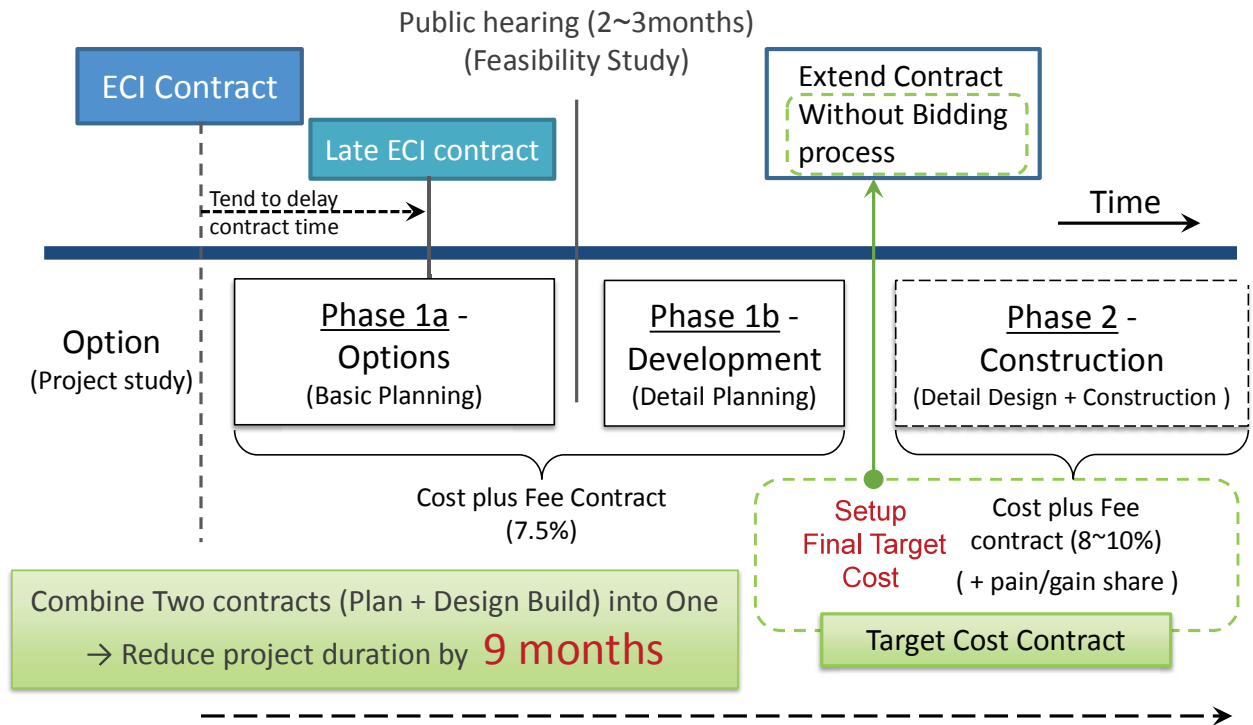 Public hearing (2~3months)
(Feasibility Study)
ECI Contract
Late ECI contract
Extend Contract
Without Bidding
process
Tend to delay
contract time
Time
Option
(Project study)
Phase 1a -
Options
(Basic Planning)
Phase 1b -
Development
(Detail Planning)
Phase 2 -
Construction
(Detail Design + Construction )
Cost plus Fee Contract
(7.5%)
Setup
Final Target
Cost
Cost plus Fee
contract (8~10%)
( + pain/gain share )
Target Cost Contract
Combine Two contracts (Plan + Design Build) into One
→ Reduce project duration by 9 months